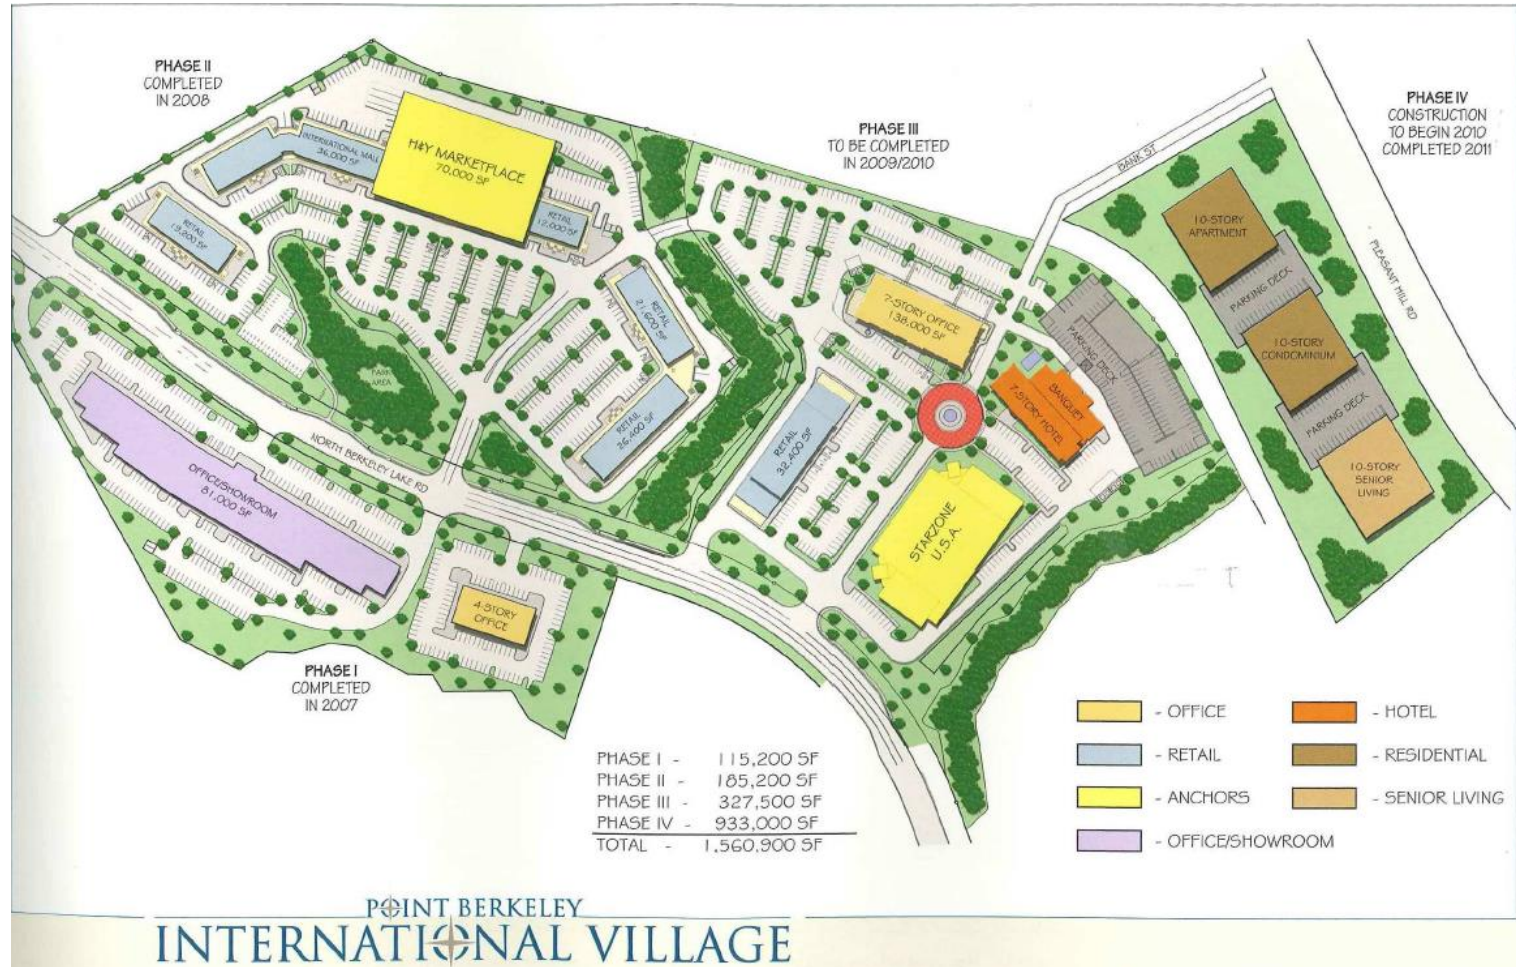 PHASE II
COMPLETED
IN 2008
PHASE III
TO BE COMPLETED
IN 2009/2010
PHASE IV
CONSTRUCTION
TO BEGIN 2010
COMPLETED 2011
INTERNATIONAL MALL
36,000 SF
H&Y MARKETPLACE
70,000 SF
RETAIL
19,200 SF
RETAIL
12,000 SF
RETAIL
21,600 SF
RETAIL
26,400 SF
PARK
AREA
NORTH BERKELEY LAKE RD
OFFICE/SHOWROOM
81,000 SF
4-STORY
OFFICE
PHASE I
COMPLETED
IN 2007
BANK ST
7-STORY OFFICE
138,000 SF
RETAIL
32,400 SF
PARKING DECK
BANQUET
7-STORY HOTEL
STARZONE
U.S.A.
10-STORY
APARTMENT
PARKING DECK
10-STORY
CONDOMINIUM
PARKING DECK
10-STORY
SENIOR
LIVING
PLEASANT HILL RD
- OFFICE
- RETAIL
- ANCHORS
- OFFICE/SHOWROOM
- HOTEL
- RESIDENTIAL
- SENIOR LIVING
PHASE I - 115,200 SF
PHASE II - 185,200 SF
PHASE III - 327,500 SF
PHASE IV - 933,000 SF
TOTAL - 1,560,900 SF
POINT BERKELEY
INTERNATIONAL VILLAGE